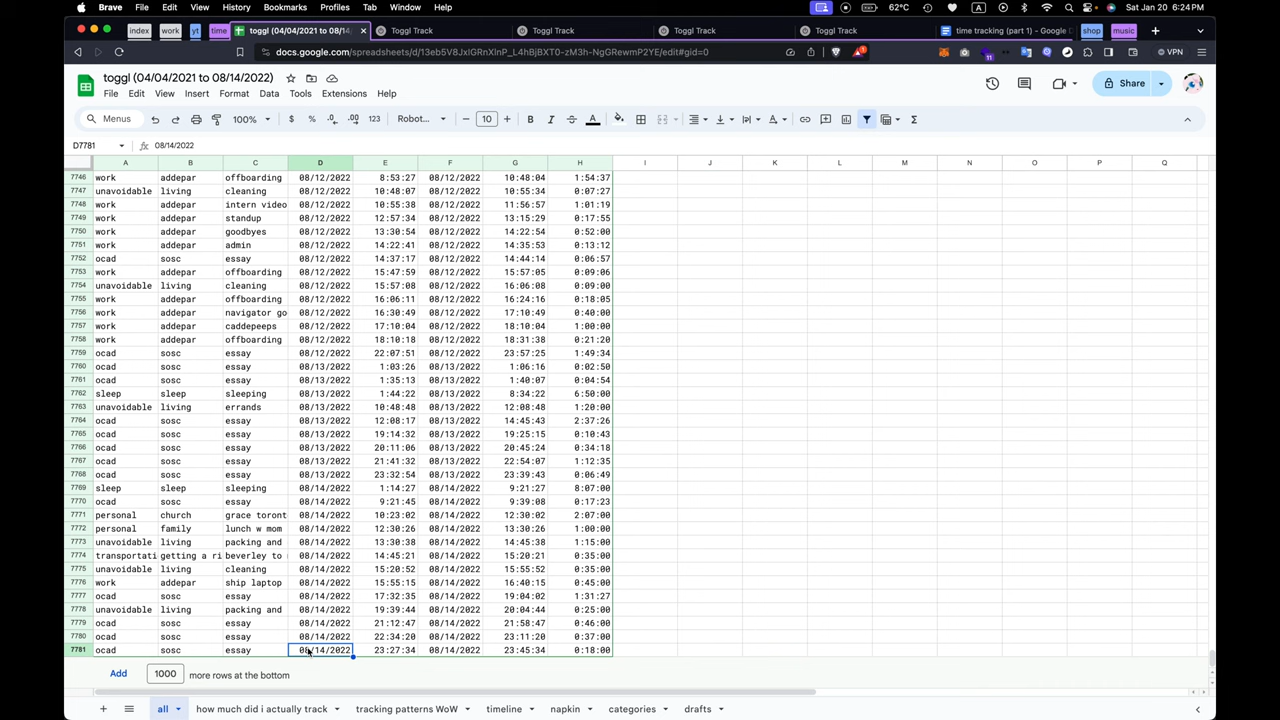 Brave File Edit View History Bookmarks Profiles Tab Window Help 62°C Sat Jan 20 6:24 PM
index work yt time toggl (04/04/2021 to 08/14 Toggl Track Toggl Track Toggl Track Toggl Track time tracking (part 1) - Google D shop music
docs.google.com/spreadsheets/d/13eb5V8JxlGRnXlnP_L4hBjBXT0-zM3h-NgGRewmP2YE/edit#gid=0 11 VPN
toggl (04/04/2021 to 08/14/2022)
File Edit View Insert Format Data Tools Extensions Help Share
Menus 100% $ % .0 .00 123 Robot... 10
D7781 08/14/2022
A B C D E F G H I J K L M N O P Q
7746 work addepar offboarding 08/12/2022 8:53:27 08/12/2022 10:48:04 1:54:37
7747 unavoidable living cleaning 08/12/2022 10:48:07 08/12/2022 10:55:34 0:07:27
7748 work addepar intern video 08/12/2022 10:55:38 08/12/2022 11:56:57 1:01:19
7749 work addepar standup 08/12/2022 12:57:34 08/12/2022 13:15:29 0:17:55
7750 work addepar goodbyes 08/12/2022 13:30:54 08/12/2022 14:22:54 0:52:00
7751 work addepar admin 08/12/2022 14:22:41 08/12/2022 14:35:53 0:13:12
7752 ocad sosc essay 08/12/2022 14:37:17 08/12/2022 14:44:14 0:06:57
7753 work addepar offboarding 08/12/2022 15:47:59 08/12/2022 15:57:05 0:09:06
7754 unavoidable living cleaning 08/12/2022 15:57:08 08/12/2022 16:06:08 0:09:00
7755 work addepar offboarding 08/12/2022 16:06:11 08/12/2022 16:24:16 0:18:05
7756 work addepar navigator go 08/12/2022 16:30:49 08/12/2022 17:10:49 0:40:00
7757 work addepar caddepeeps 08/12/2022 17:10:04 08/12/2022 18:10:04 1:00:00
7758 work addepar offboarding 08/12/2022 18:10:18 08/12/2022 18:31:38 0:21:20
7759 ocad sosc essay 08/12/2022 22:07:51 08/12/2022 23:57:25 1:49:34
7760 ocad sosc essay 08/13/2022 1:03:26 08/13/2022 1:06:16 0:02:50
7761 ocad sosc essay 08/13/2022 1:35:13 08/13/2022 1:40:07 0:04:54
7762 sleep sleep sleeping 08/13/2022 1:44:22 08/13/2022 8:34:22 6:50:00
7763 unavoidable living errands 08/13/2022 10:48:48 08/13/2022 12:08:48 1:20:00
7764 ocad sosc essay 08/13/2022 12:08:17 08/13/2022 14:45:43 2:37:26
7765 ocad sosc essay 08/13/2022 19:14:32 08/13/2022 19:25:15 0:10:43
7766 ocad sosc essay 08/13/2022 20:11:06 08/13/2022 20:45:24 0:34:18
7767 ocad sosc essay 08/13/2022 21:41:32 08/13/2022 22:54:07 1:12:35
7768 ocad sosc essay 08/13/2022 23:32:54 08/13/2022 23:39:43 0:06:49
7769 sleep sleep sleeping 08/14/2022 1:14:27 08/14/2022 9:21:27 8:07:00
7770 ocad sosc essay 08/14/2022 9:21:45 08/14/2022 9:39:08 0:17:23
7771 personal church grace toront 08/14/2022 10:23:02 08/14/2022 12:30:02 2:07:00
7772 personal family lunch w mom 08/14/2022 12:30:26 08/14/2022 13:30:26 1:00:00
7773 unavoidable living packing and 08/14/2022 13:30:38 08/14/2022 14:45:38 1:15:00
7774 transportati getting a ri beverley to 08/14/2022 14:45:21 08/14/2022 15:20:21 0:35:00
7775 unavoidable living cleaning 08/14/2022 15:20:52 08/14/2022 15:55:52 0:35:00
7776 work addepar ship laptop 08/14/2022 15:55:15 08/14/2022 16:40:15 0:45:00
7777 ocad sosc essay 08/14/2022 17:32:35 08/14/2022 19:04:02 1:31:27
7778 unavoidable living packing and 08/14/2022 19:39:44 08/14/2022 20:04:44 0:25:00
7779 ocad sosc essay 08/14/2022 21:12:47 08/14/2022 21:58:47 0:46:00
7780 ocad sosc essay 08/14/2022 22:34:20 08/14/2022 23:11:20 0:37:00
7781 ocad sosc essay 08/14/2022 23:27:34 08/14/2022 23:45:34 0:18:00
Add 1000 more rows at the bottom
all how much did i actually track tracking patterns WoW timeline napkin categories drafts